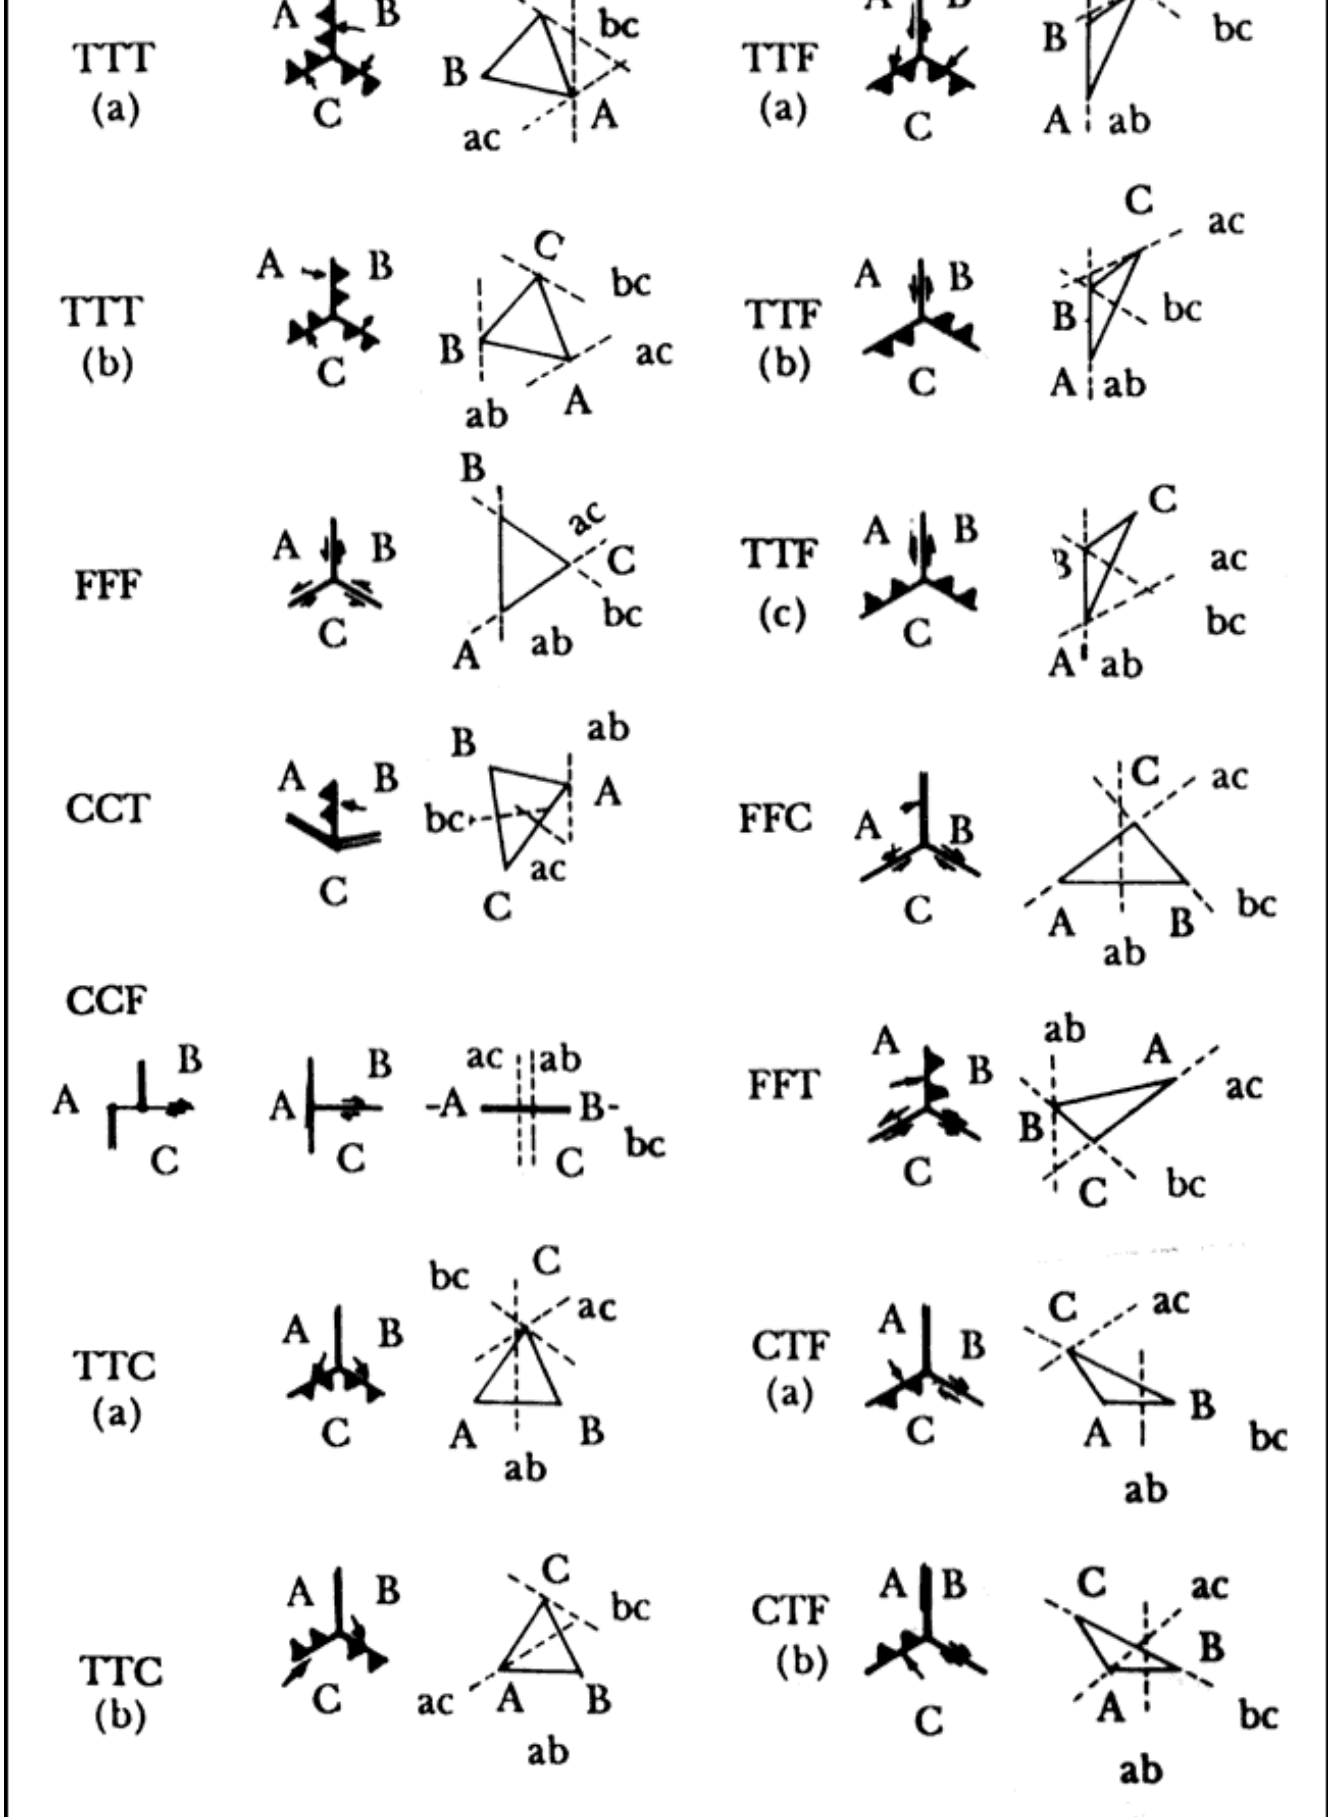 A B bc A B bc
TTT B TTF B
(a) C ac A (a) C A ab
A B C bc A B C ac
TTT B ac TTF B bc
(b) C ab A (b) C A ab
B
A B ac A B C
FFF C TTF B ac
C A ab bc (c) C A ab bc
A B B ab C ac
CCT bc A FFC A B
C C ac C A B bc
ab
CCF A ab A
A B A B ac ab FFT B B ac
C C -A B- C C bc
C bc
bc C C ac
TTC A B ac CTF A B
(a) C A B (a) C A B bc
ab ab
A B C bc A B C ac
TTC CTF B
(b) C ac A B (b) C A bc
ab ab